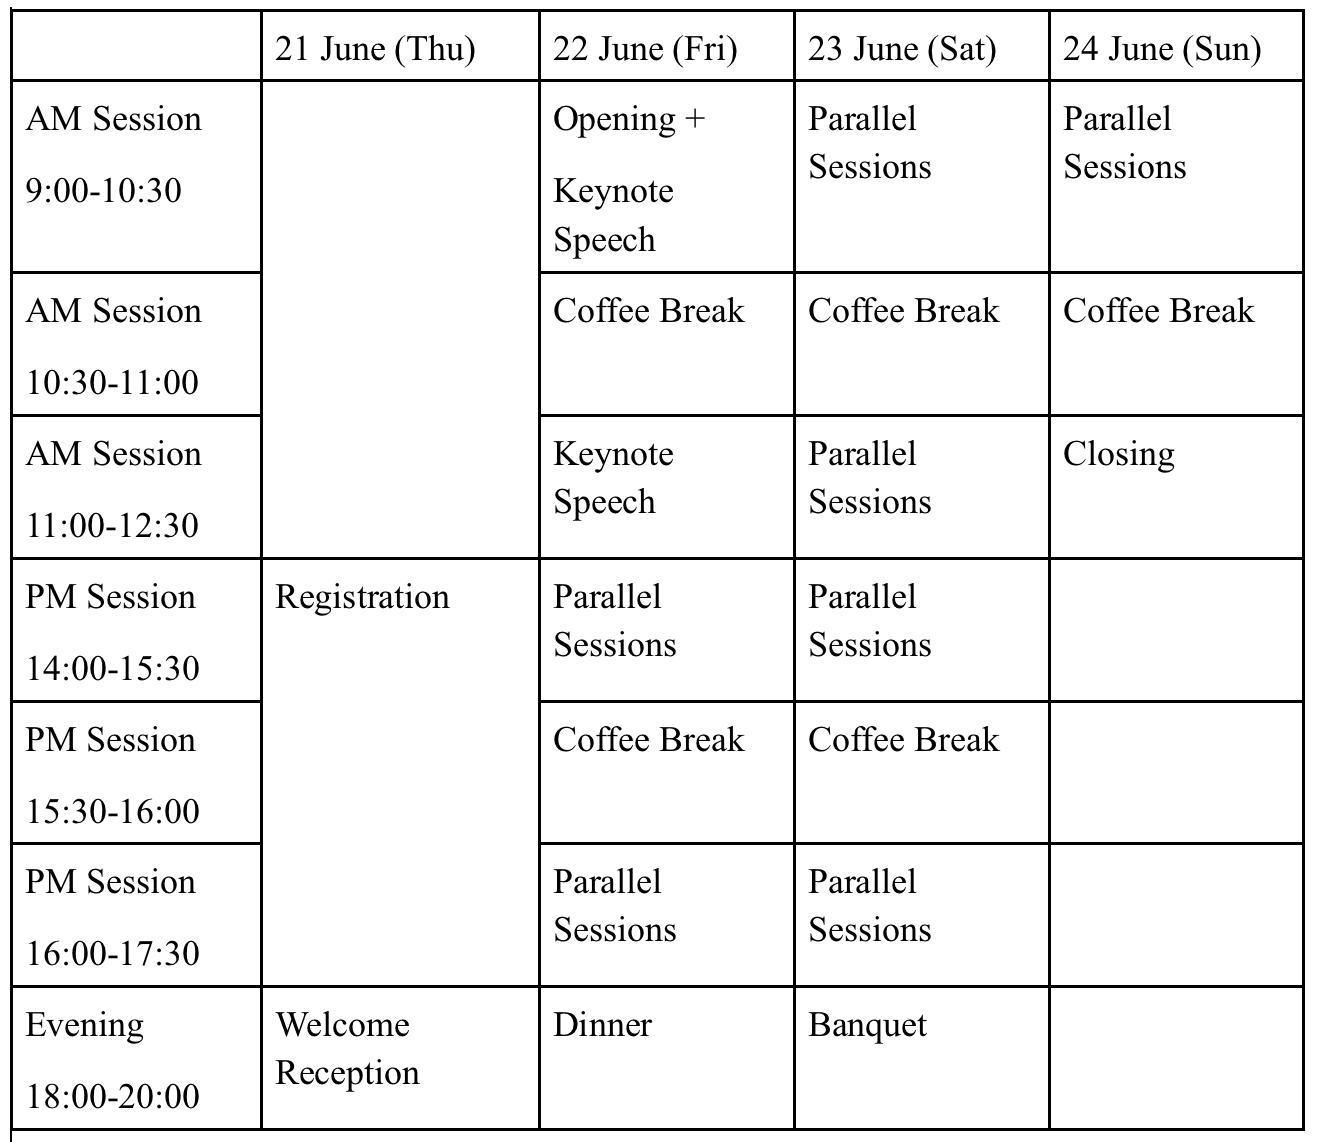 21 June (Thu) 22 June (Fri) 23 June (Sat) 24 June (Sun)
AM Session
9:00-10:30
Opening +
Keynote
Speech
Parallel
Sessions
Parallel
Sessions
AM Session
10:30-11:00
Coffee Break
Coffee Break
Coffee Break
AM Session
11:00-12:30
Keynote
Speech
Parallel
Sessions
Closing
PM Session
14:00-15:30
Registration
Parallel
Sessions
Parallel
Sessions
PM Session
15:30-16:00
Coffee Break
Coffee Break
PM Session
16:00-17:30
Parallel
Sessions
Parallel
Sessions
Evening
18:00-20:00
Welcome
Reception
Dinner
Banquet